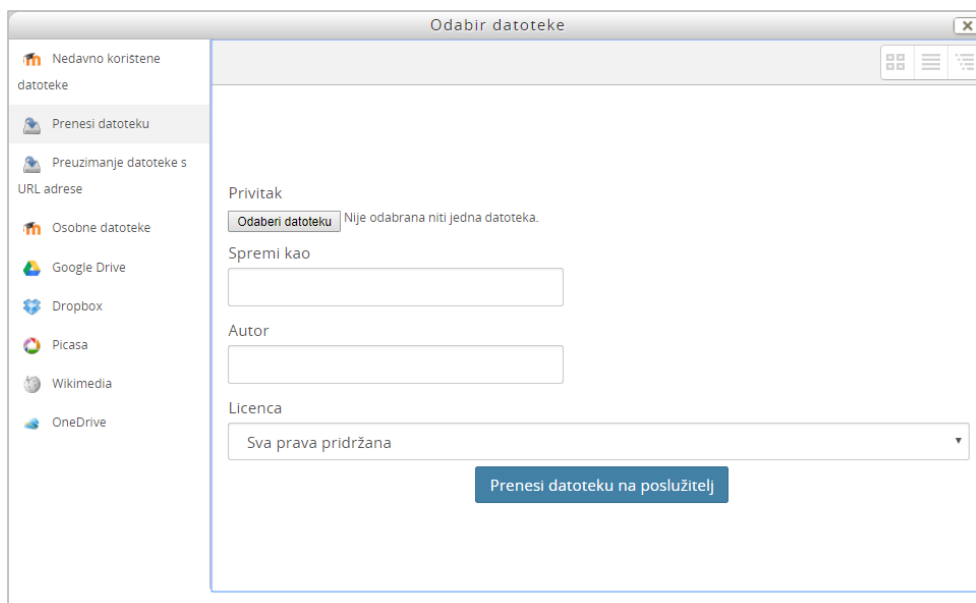 Odabir datoteke
Nedavno koristene
datoteke
Prenesi datoteku
Preuzimanje datoteke s
URL adrese
Osobne datoteke
Google Drive
Dropbox
Picasa
Wikimedia
OneDrive
Privitak
Odaberi datoteku Nije odabrana niti jedna datoteka.
Spremi kao
Autor
Licenca
Sva prava pridržana
Prenesi datoteku na poslužitelj